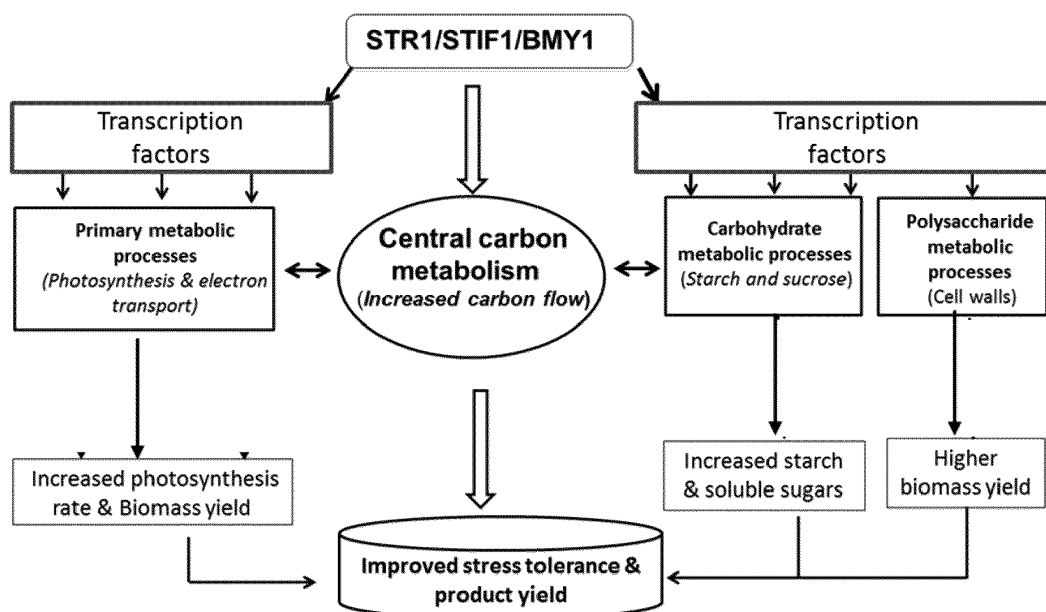 STR1/STIF1/BMY1
Transcription
factors
Transcription
factors
Primary metabolic
processes
(Photosynthesis & electron
transport)
Central carbon
metabolism
(Increased carbon flow)
Carbohydrate
metabolic processes
(Starch and sucrose)
Polysaccharide
metabolic
processes
(Cell walls)
Increased photosynthesis
rate & Biomass yield
Increased starch
& soluble sugars
Higher
biomass yield
Improved stress tolerance &
product yield